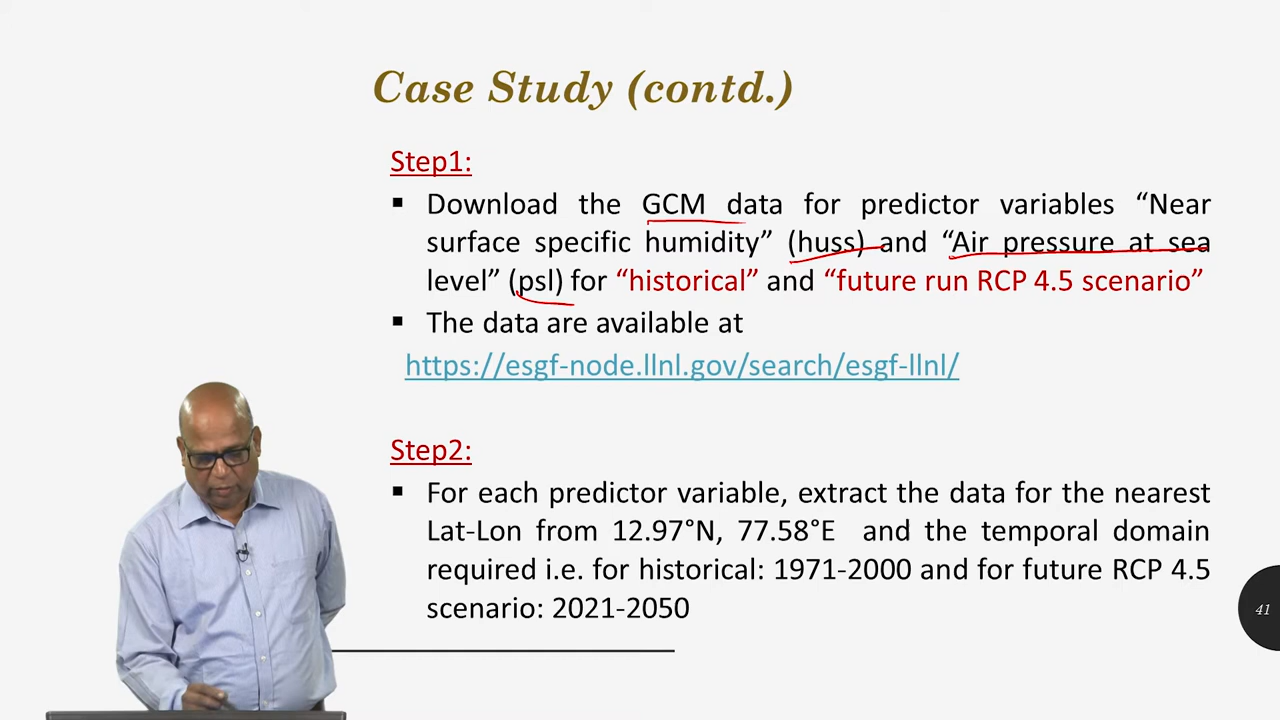 Case Study (contd.)
Step1:
▪ Download the GCM data for predictor variables “Near
surface specific humidity” (huss) and “Air pressure at sea
level” (psl) for “historical” and “future run RCP 4.5 scenario”
▪ The data are available at
https://esgf-node.llnl.gov/search/esgf-llnl/
Step2:
▪ For each predictor variable, extract the data for the nearest
Lat-Lon from 12.97°N, 77.58°E and the temporal domain
required i.e. for historical: 1971-2000 and for future RCP 4.5
scenario: 2021-2050
41